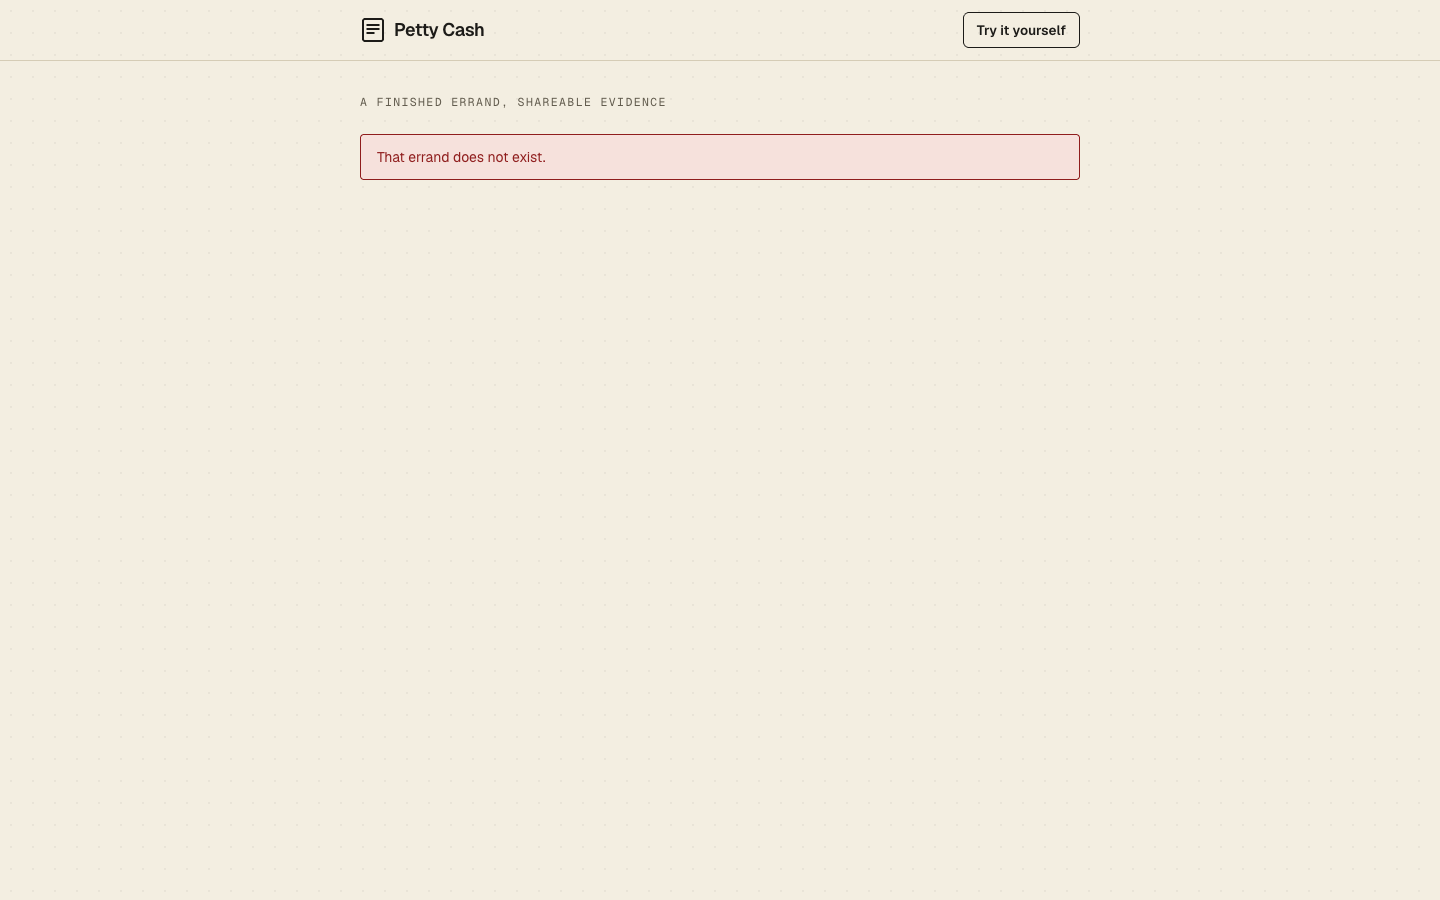 Petty Cash
Try it yourself
A FINISHED ERRAND, SHAREABLE EVIDENCE
That errand does not exist.